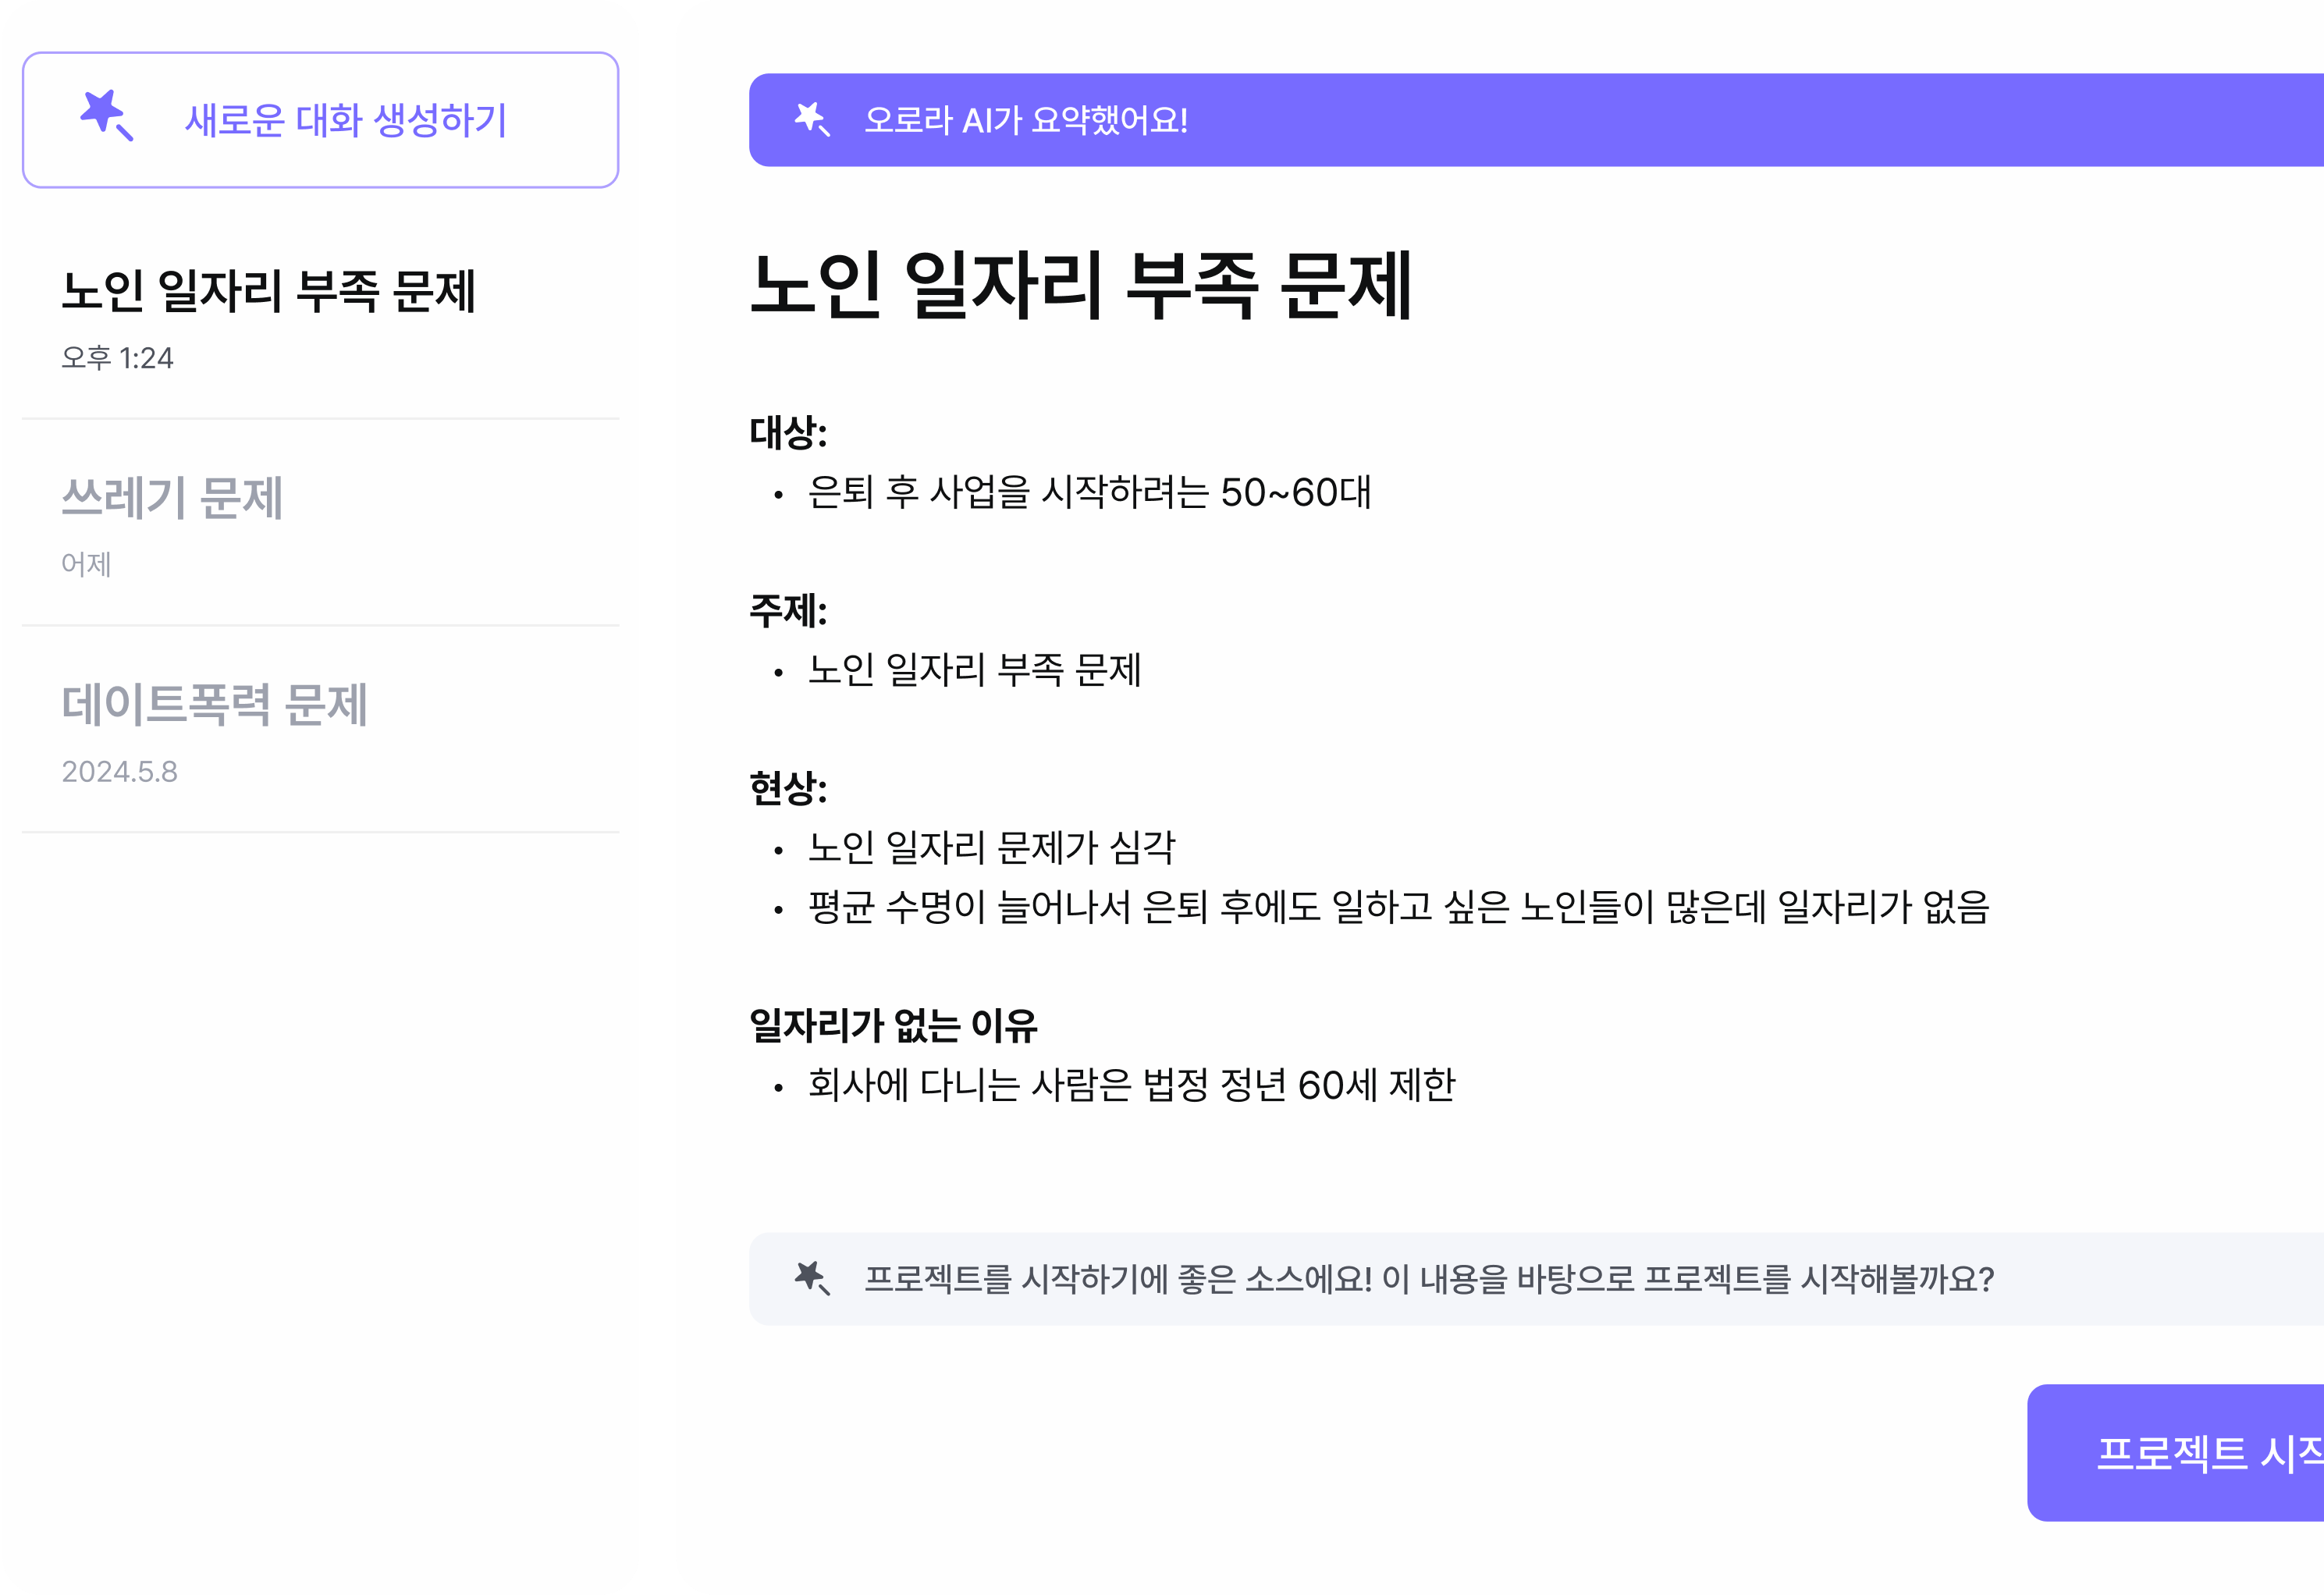 새로운 대화 생성하기
노인 일자리 부족 문제
오후 1:24
쓰레기 문제
어제
데이트폭력 문제
2024.5.8
오로라 AI가 요약했어요!
노인 일자리 부족 문제
대상:
• 은퇴 후 사업을 시작하려는 50~60대
주제:
• 노인 일자리 부족 문제
현상:
• 노인 일자리 문제가 심각
• 평균 수명이 늘어나서 은퇴 후에도 일하고 싶은 노인들이 많은데 일자리가 없음
일자리가 없는 이유
• 회사에 다니는 사람은 법정 정년 60세 제한
프로젝트를 시작하기에 좋은 소스에요! 이 내용을 바탕으로 프로젝트를 시작해볼까요?
프로젝트 시